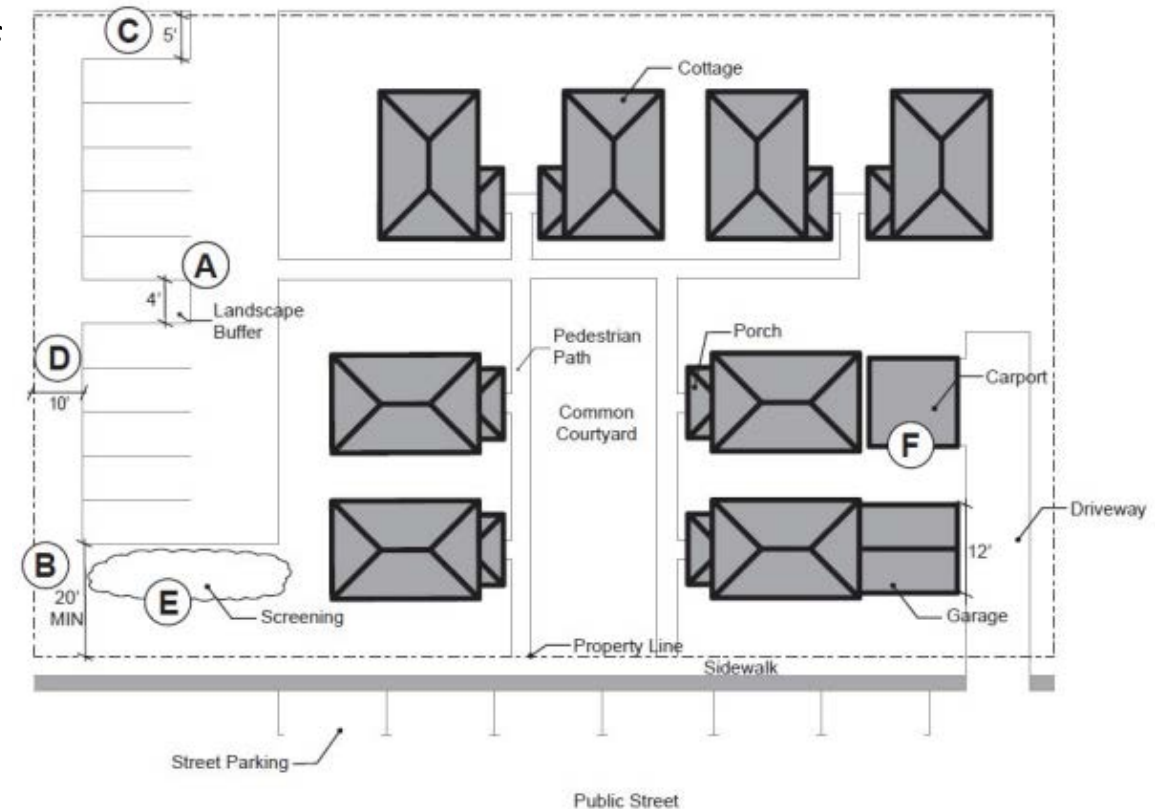 C
5'
Cottage
A
4'
Landscape
Buffer
D
10'
Pedestrian
Path
Porch
Common
Courtyard
Carport
F
Driveway
B
20'
MIN
E
Screening
12'
Garage
Property Line
Sidewalk
Street Parking
Public Street